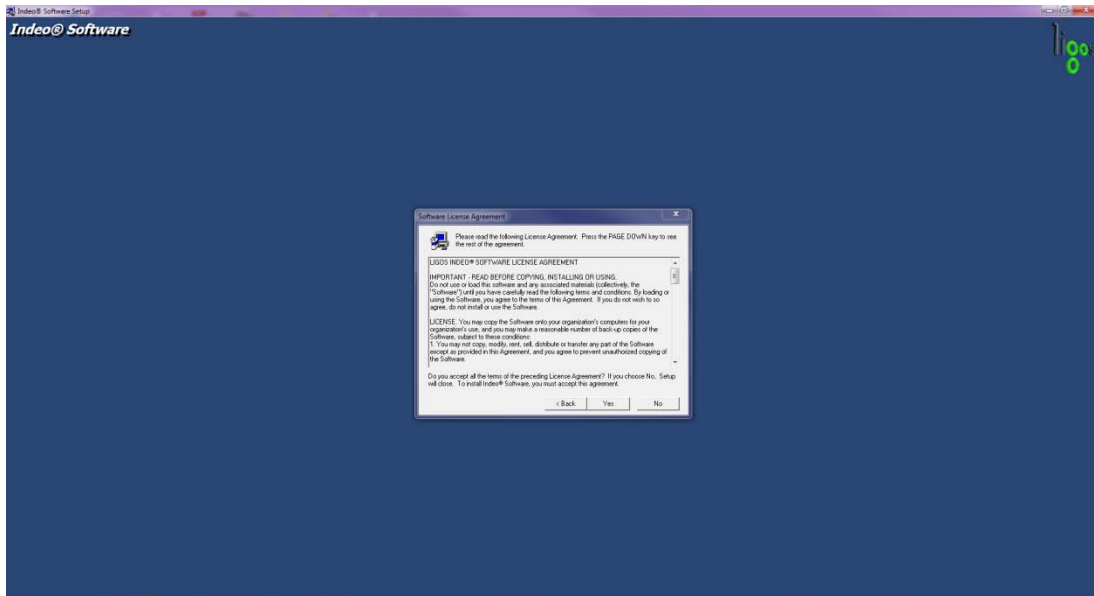 Indeo® Software Setup
Indeo® Software
ligos
Software License Agreement
Please read the following License Agreement. Press the PAGE DOWN key to see
the rest of the agreement.
LIGOS INDEO® SOFTWARE LICENSE AGREEMENT
IMPORTANT - READ BEFORE COPYING, INSTALLING OR USING.
Do not use or load this software and any associated materials (collectively, the
"Software") until you have carefully read the following terms and conditions. By loading or
using the Software, you agree to the terms of this Agreement. If you do not wish to so
agree, do not install or use the Software.
LICENSE. You may copy the Software onto your organization's computers for your
organization's use, and you may make a reasonable number of back-up copies of the
Software, subject to these conditions:
1. You may not copy, modify, rent, sell, distribute or transfer any part of the Software
except as provided in this Agreement, and you agree to prevent unauthorized copying of
the Software.
Do you accept all the terms of the preceding License Agreement? If you choose No, Setup
will close. To install Indeo® Software, you must accept this agreement.
< Back
Yes
No